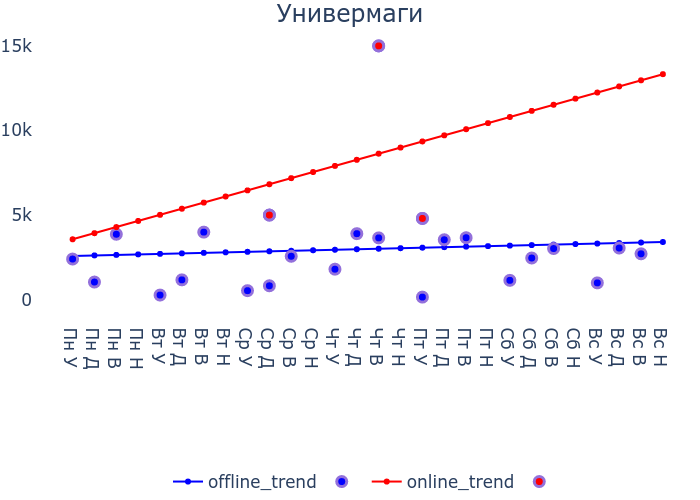 Универмаги
15k
10k
5k
0
Пн У
Пн Д
Пн В
Пн Н
Вт У
Вт Д
Вт В
Вт Н
Ср У
Ср Д
Ср В
Ср Н
Чт У
Чт Д
Чт В
Чт Н
Пт У
Пт Д
Пт В
Пт Н
Сб У
Сб Д
Сб В
Сб Н
Вс У
Вс Д
Вс В
Вс Н
offline_trend
online_trend